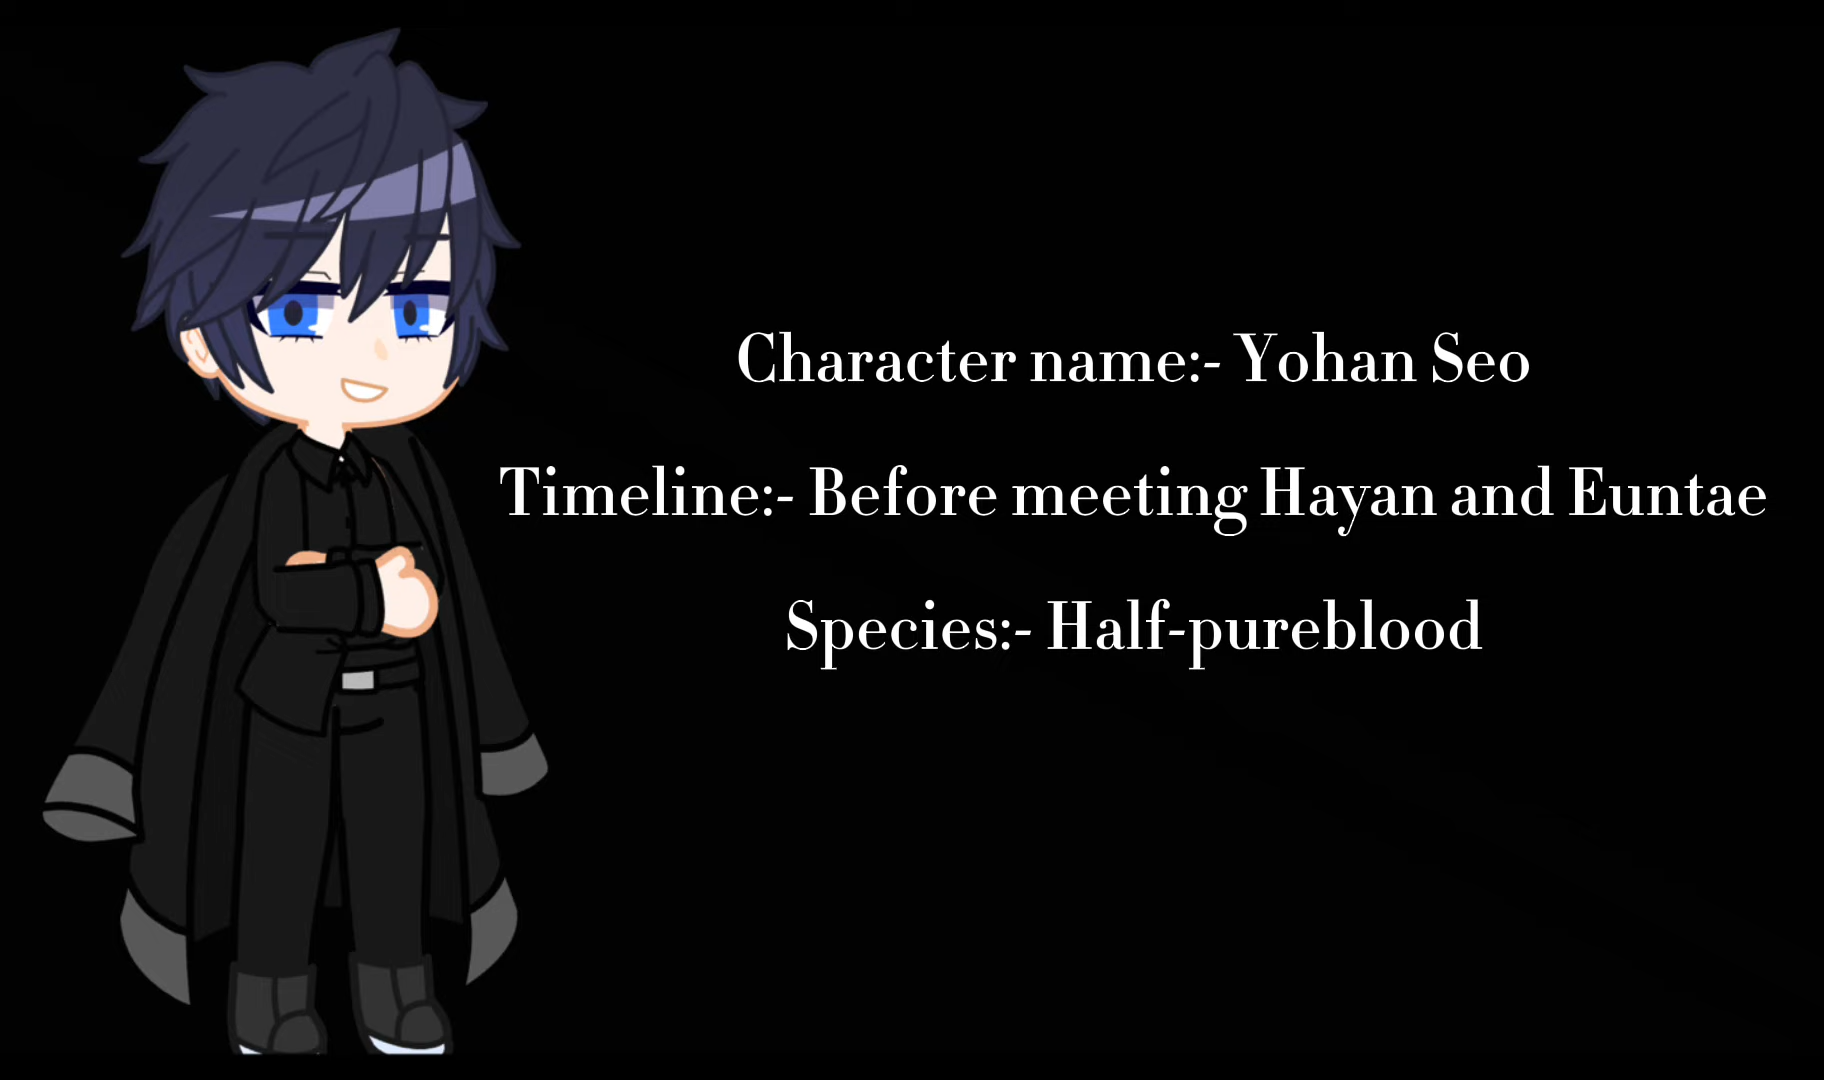 Character name:- Yohan Seo
Timeline:- Before meeting Hayan and Euntae
Species:- Half-pureblood